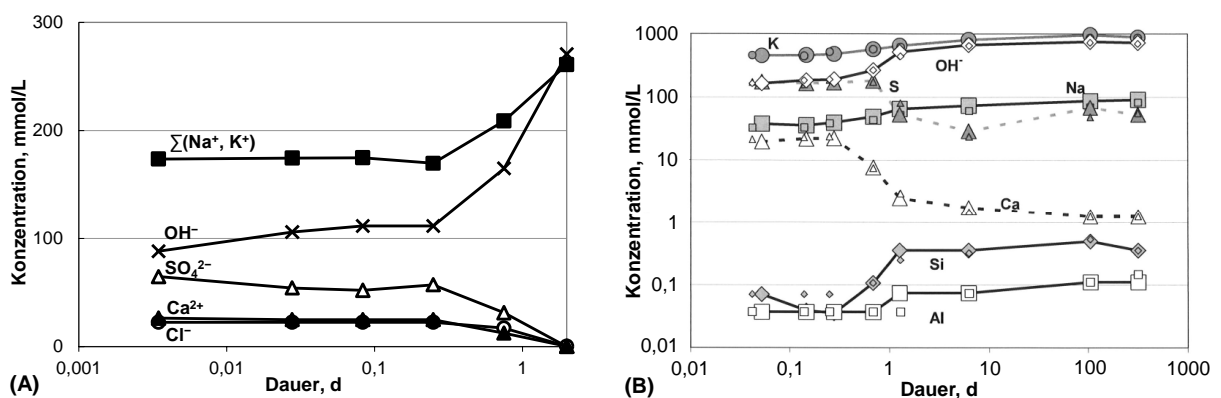 300
200
100
0
Konzentration, mmol/L
∑(Na⁺, K⁺)
OH⁻
SO₄²⁻
Ca²⁺
Cl⁻
0,001
0,01
0,1
1
Dauer, d
(A)
1000
100
10
1
0,1
0,01
Konzentration, mmol/L
K
OH⁻
S
Na
Ca
Si
Al
0,01
0,1
1
10
100
1000
Dauer, d
(B)